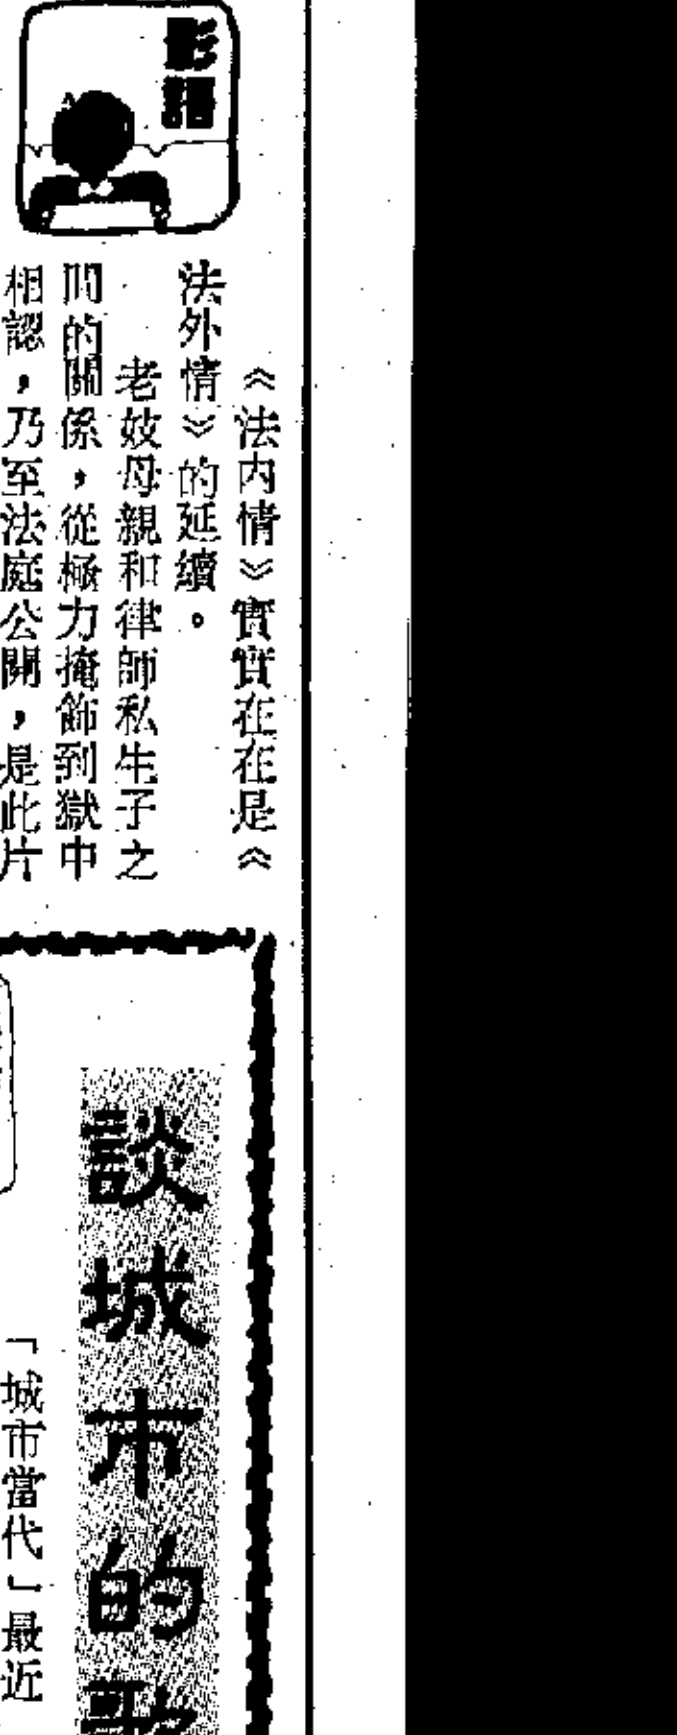 影話
《法內情》實實在在是《
法外情》的延續。
老妓母親和律師私生子之
間的關係，從極力掩飾到獄中
相認，乃至法庭公開，是此片
談城市的歌
「城市當代」最近